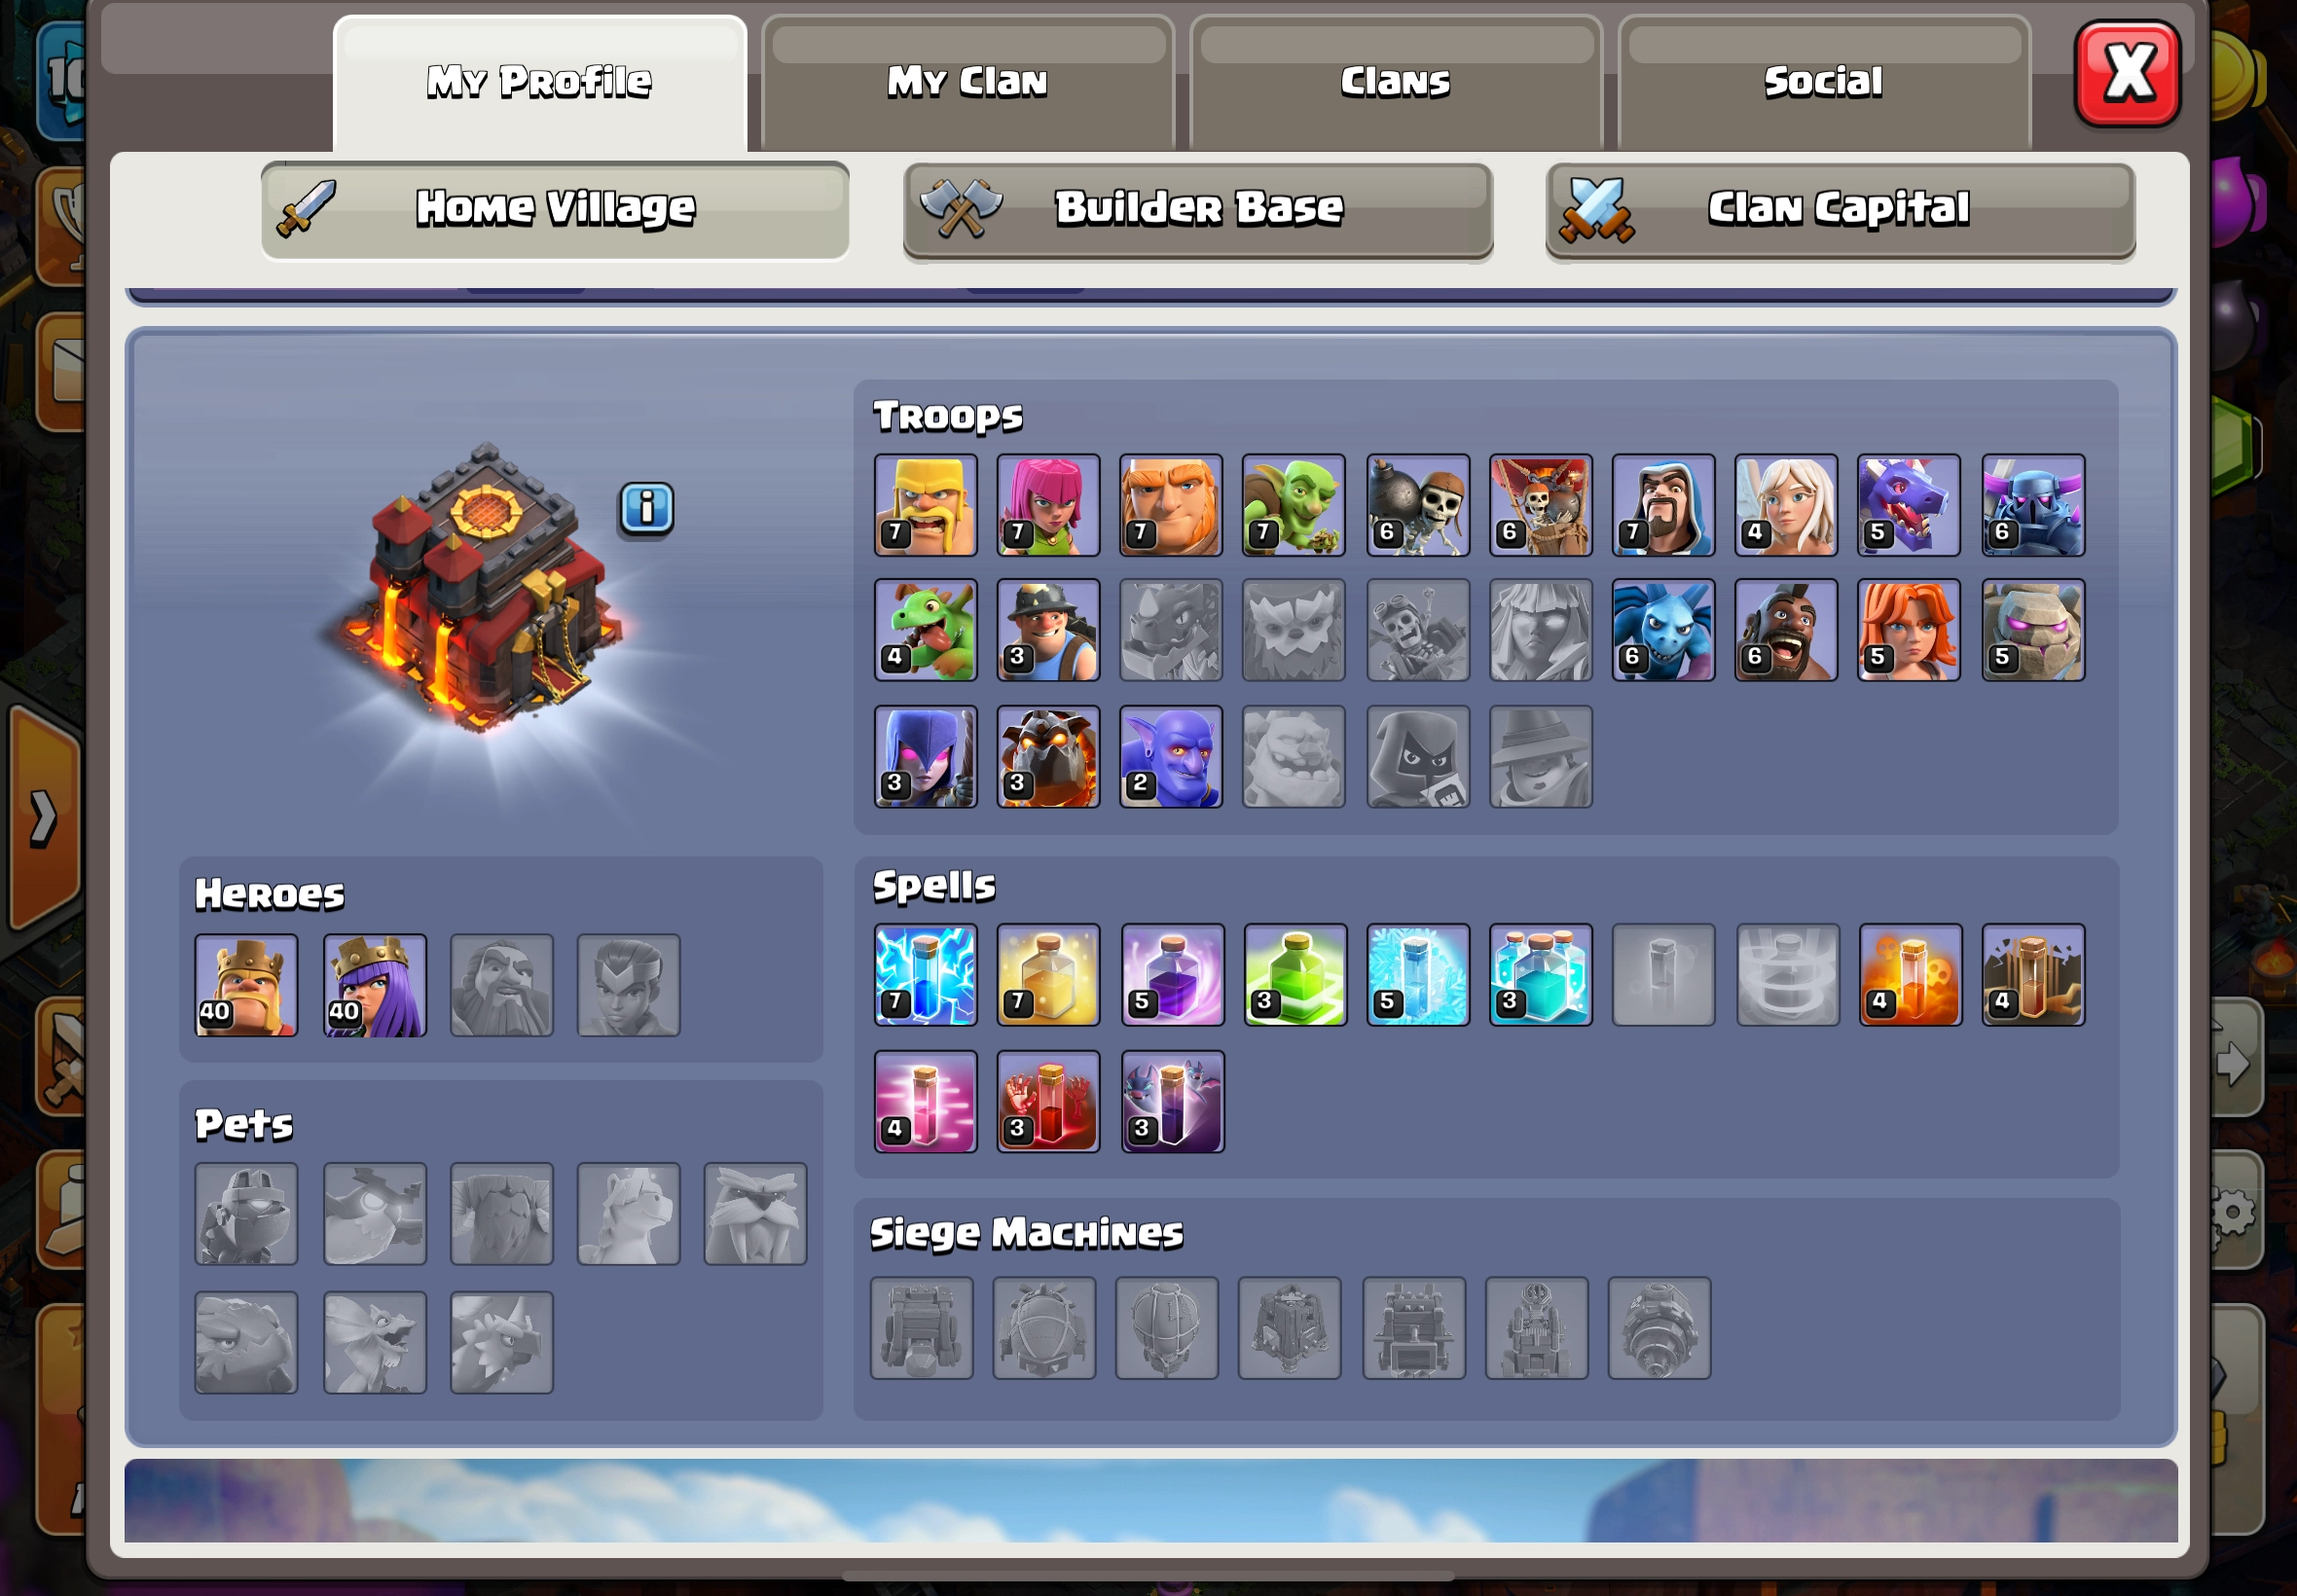 My Profile
My Clan
Clans
Social
X
Home Village
Builder Base
Clan Capital
i
Troops
7 7 7 7 6 6 7 4 5 6
4 3 6 6 5 5
3 3 2
Heroes
40 40
Pets
Spells
7 7 5 3 5 3 4 4
4 3 3
Siege Machines